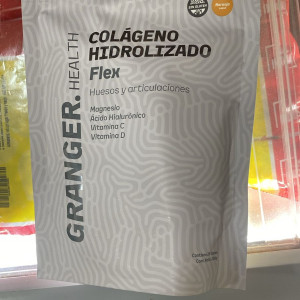 COLÁGENO
HIDROLIZADO
Flex
Huesos y articulaciones
Magnesio
Ácido Hialurónico
Vitamina C
Vitamina D
GRANGER. HEALTH